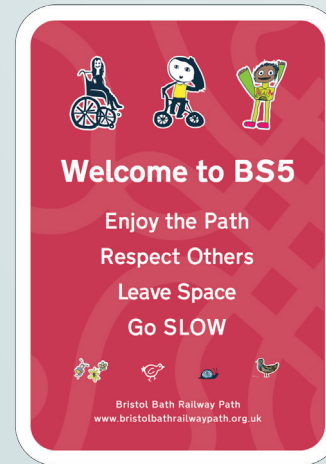 Welcome to BS5
Enjoy the Path
Respect Others
Leave Space
Go SLOW
Bristol Bath Railway Path
www.bristolbathrailwaypath.org.uk